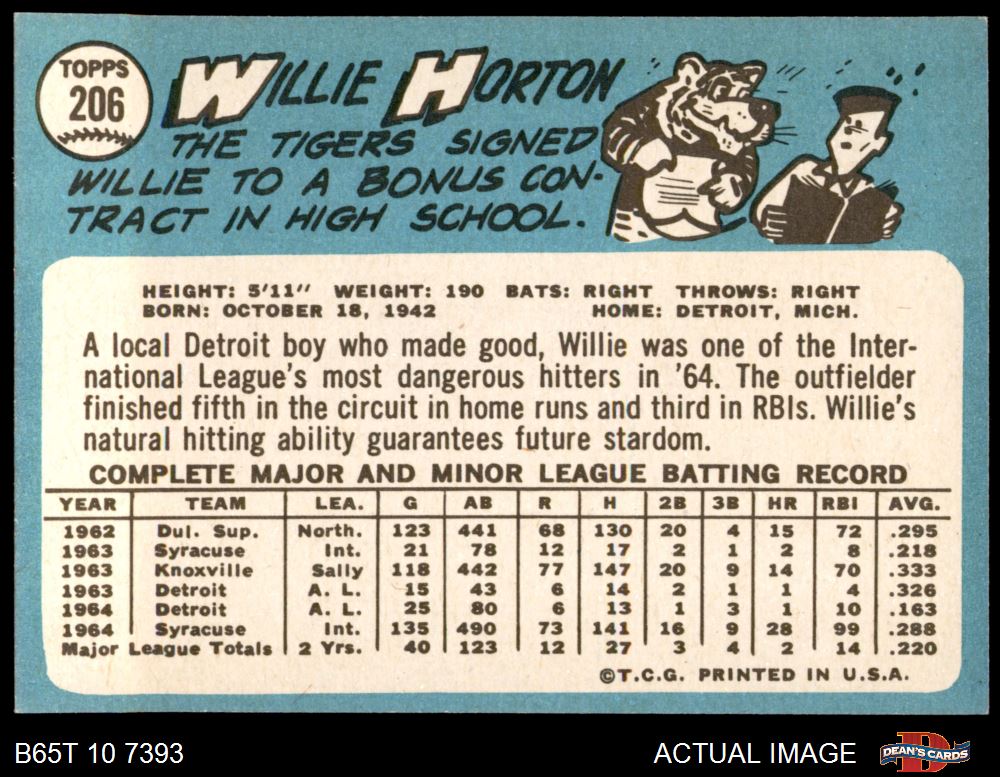 TOPPS
206
WILLIE HORTON
THE TIGERS SIGNED
WILLIE TO A BONUS CON-
TRACT IN HIGH SCHOOL.
HEIGHT: 5'11" WEIGHT: 190 BATS: RIGHT THROWS: RIGHT
BORN: OCTOBER 18, 1942 HOME: DETROIT, MICH.
A local Detroit boy who made good, Willie was one of the Inter-
national League's most dangerous hitters in '64. The outfielder
finished fifth in the circuit in home runs and third in RBIs. Willie's
natural hitting ability guarantees future stardom.
COMPLETE MAJOR AND MINOR LEAGUE BATTING RECORD
YEAR TEAM LEA. G AB R H 2B 3B HR RBI AVG.
1962 Dul. Sup. North. 123 441 68 130 20 4 15 72 .295
1963 Syracuse Int. 21 78 12 17 2 1 2 8 .218
1963 Knoxville Sally 118 442 77 147 20 9 14 70 .333
1963 Detroit A. L. 15 43 6 14 2 1 1 4 .326
1964 Detroit A. L. 25 80 6 13 1 3 1 10 .163
1964 Syracuse Int. 135 490 73 141 16 9 28 99 .288
Major League Totals 2 Yrs. 40 123 12 27 3 4 2 14 .220
©T.C.G. PRINTED IN U.S.A.
B65T 10 7393 ACTUAL IMAGE DEAN'S CARDS